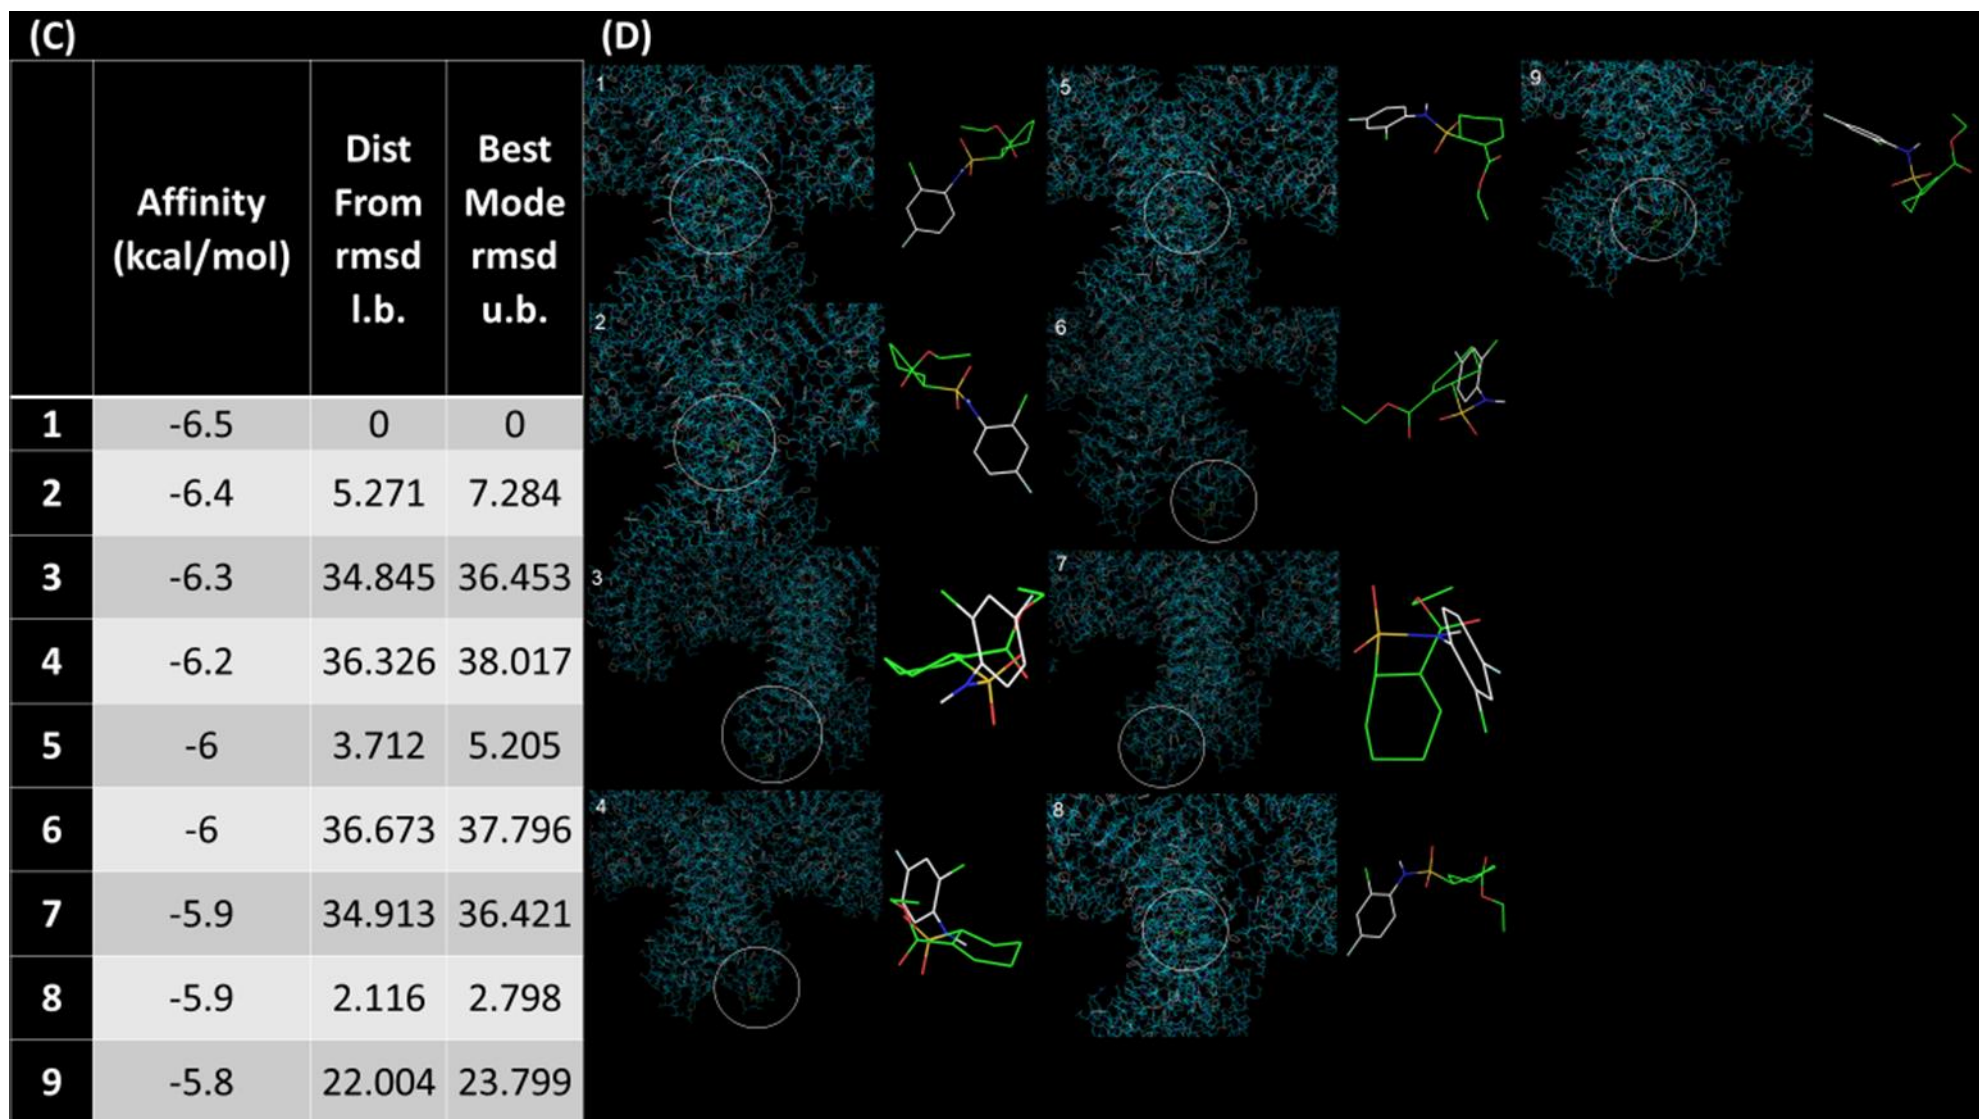 (C)
Affinity (kcal/mol) Dist From rmsd l.b. Best Mode rmsd u.b.
1 -6.5 0 0
2 -6.4 5.271 7.284
3 -6.3 34.845 36.453
4 -6.2 36.326 38.017
5 -6 3.712 5.205
6 -6 36.673 37.796
7 -5.9 34.913 36.421
8 -5.9 2.116 2.798
9 -5.8 22.004 23.799
(D)
1
2
3
4
5
6
7
8
9